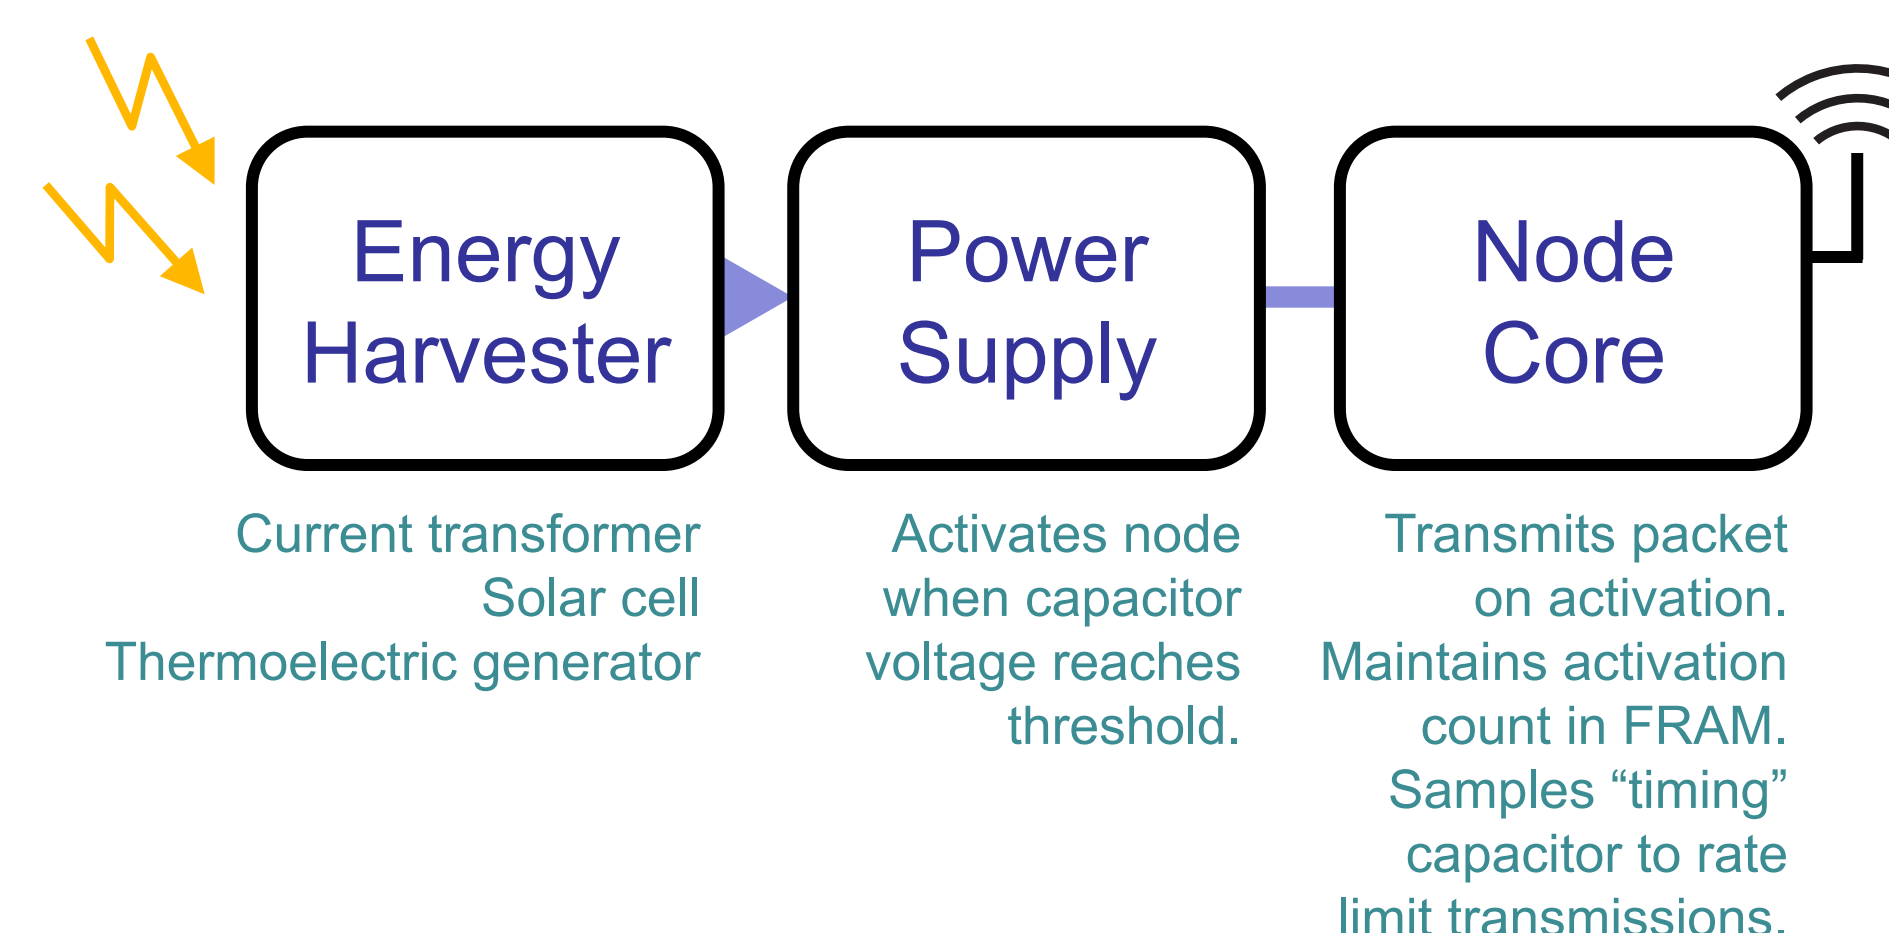 Energy
Harvester
Power
Supply
Node
Core
Current transformer
Solar cell
Thermoelectric generator
Activates node
when capacitor
voltage reaches
threshold.
Transmits packet
on activation.
Maintains activation
count in FRAM.
Samples “timing”
capacitor to rate
limit transmissions.